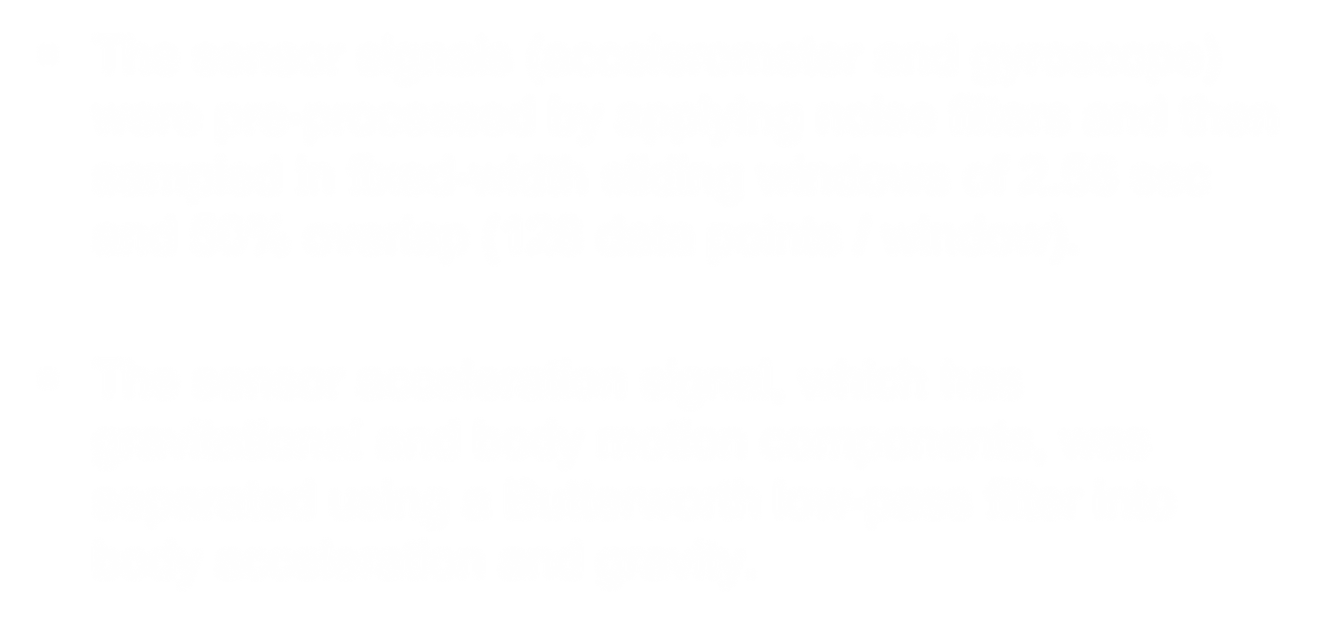 • The sensor signals (accelerometer and gyroscope)
were pre-processed by applying noise filters and then
sampled in fixed-width sliding windows of 2.56 sec
and 50% overlap (128 data points / window).
• The sensor acceleration signal, which has
gravitational and body motion components, was
separated using a Butterworth low-pass filter into
body acceleration and gravity.